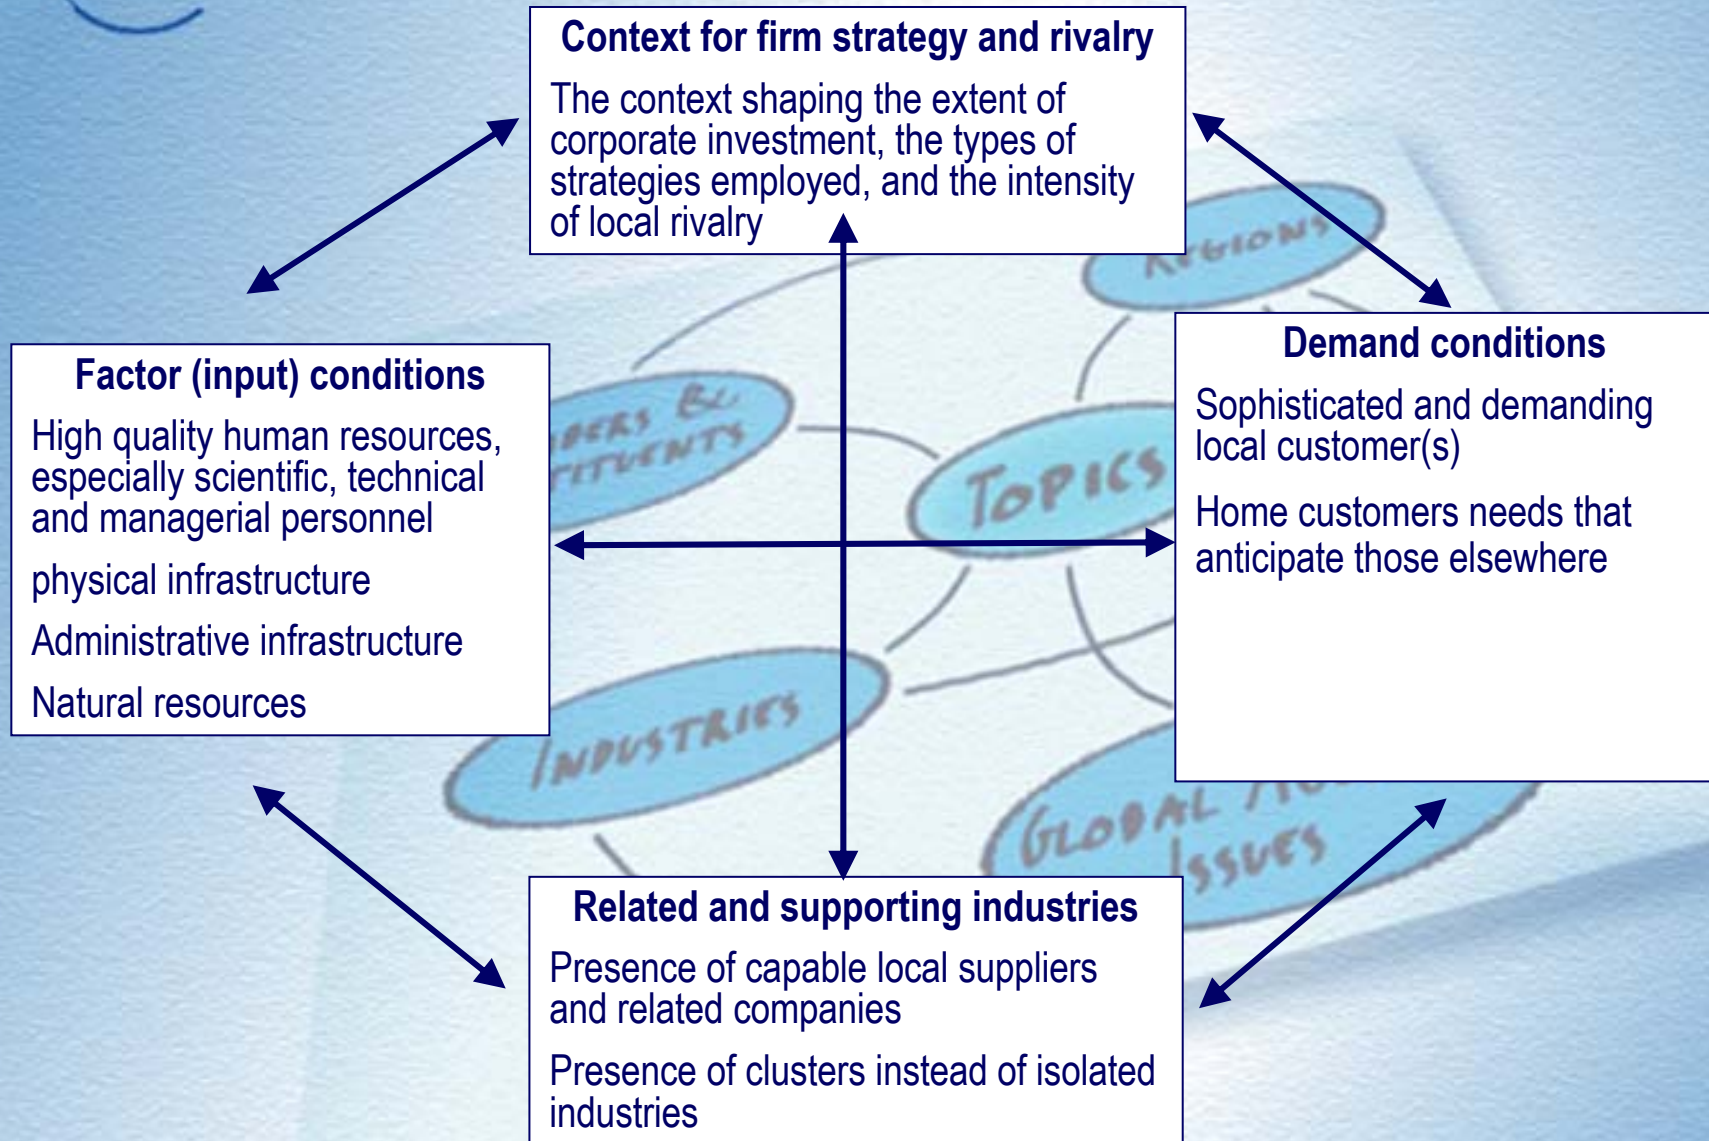 Context for firm strategy and rivalry
The context shaping the extent of
corporate investment, the types of
strategies employed, and the intensity
of local rivalry
REGIONS
Factor (input) conditions
High quality human resources,
especially scientific, technical
and managerial personnel
physical infrastructure
Administrative infrastructure
Natural resources
TOPICS
Demand conditions
Sophisticated and demanding
local customer(s)
Home customers needs that
anticipate those elsewhere
INDUSTRIES
GLOBAL
ISSUES
Related and supporting industries
Presence of capable local suppliers
and related companies
Presence of clusters instead of isolated
industries